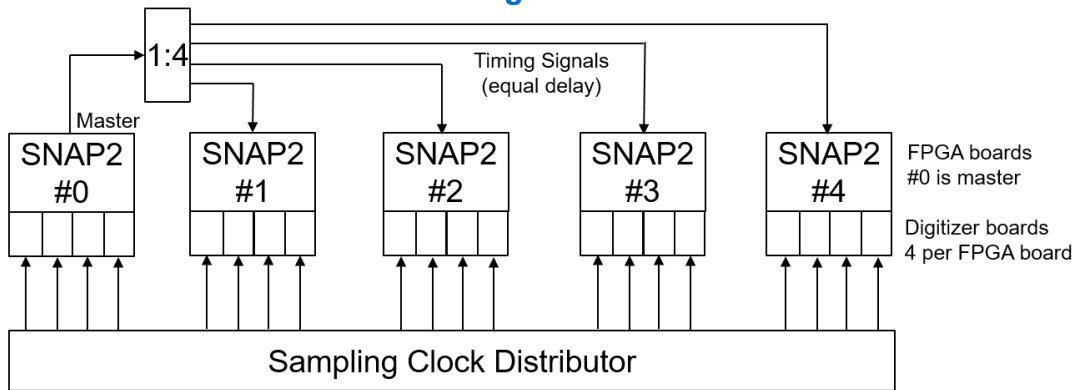 1:4
Timing Signals
(equal delay)
Master
SNAP2
#0
SNAP2
#1
SNAP2
#2
SNAP2
#3
SNAP2
#4
FPGA boards
#0 is master
Digitizer boards
4 per FPGA board
Sampling Clock Distributor